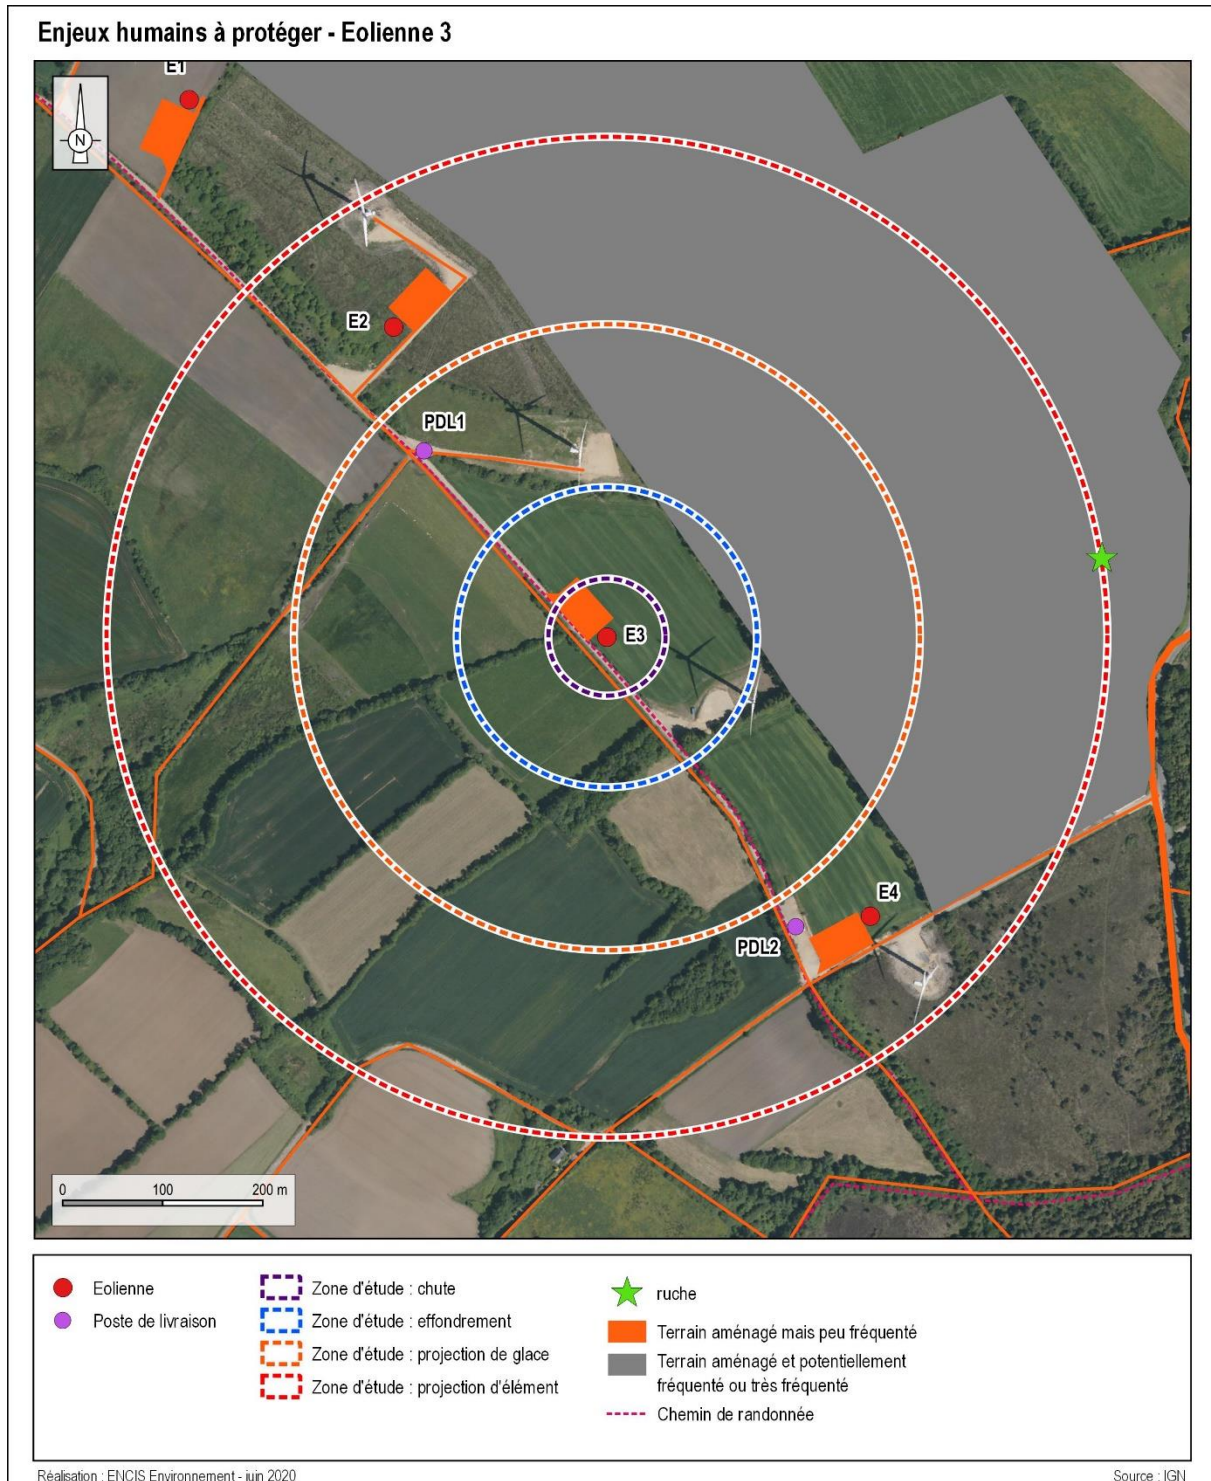 Enjeux humains à protéger - Eolienne 3
E1
N
E2
PDL1
E3
E4
PDL2
0 100 200 m
Eolienne
Poste de livraison
Zone d'étude : chute
Zone d'étude : effondrement
Zone d'étude : projection de glace
Zone d'étude : projection d'élément
ruche
Terrain aménagé mais peu fréquenté
Terrain aménagé et potentiellement
fréquenté ou très fréquenté
Chemin de randonnée
Réalisation : ENCIS Environnement - juin 2020
Source : IGN